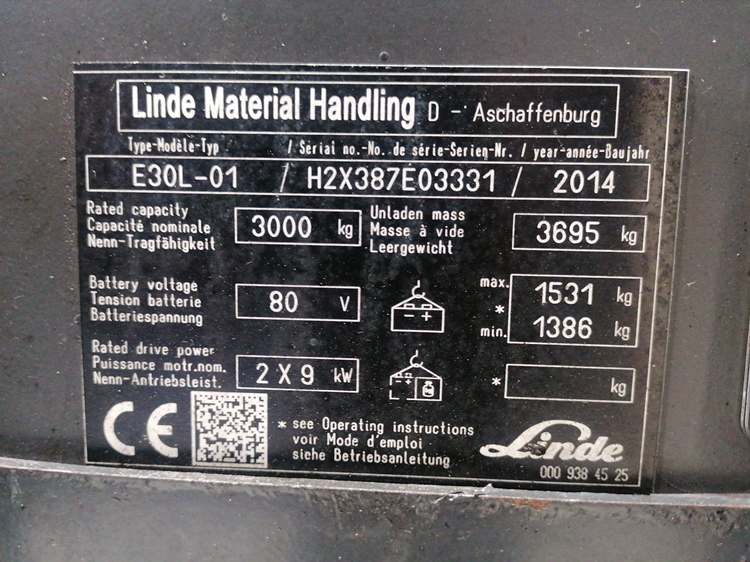 Linde Material Handling D - Aschaffenburg
Type-Modèle-Typ / Serial no.-No. de série-Serien-Nr. / year-année-Baujahr
E30L-01 / H2X387E03331 / 2014
Rated capacity
Capacité nominale
Nenn-Tragfähigkeit
3000 kg
Unladen mass
Masse à vide
Leergewicht
3695 kg
Battery voltage
Tension batterie
Batteriespannung
80 V
- +
max. 1531 kg
*
min. 1386 kg
Rated drive power
Puissance motr.nom.
Nenn-Antriebsleist.
2 X 9 kW
- + kg
* kg
CE
* see Operating instructions
voir Mode d'emploi
siehe Betriebsanleitung
Linde
000 938 45 25